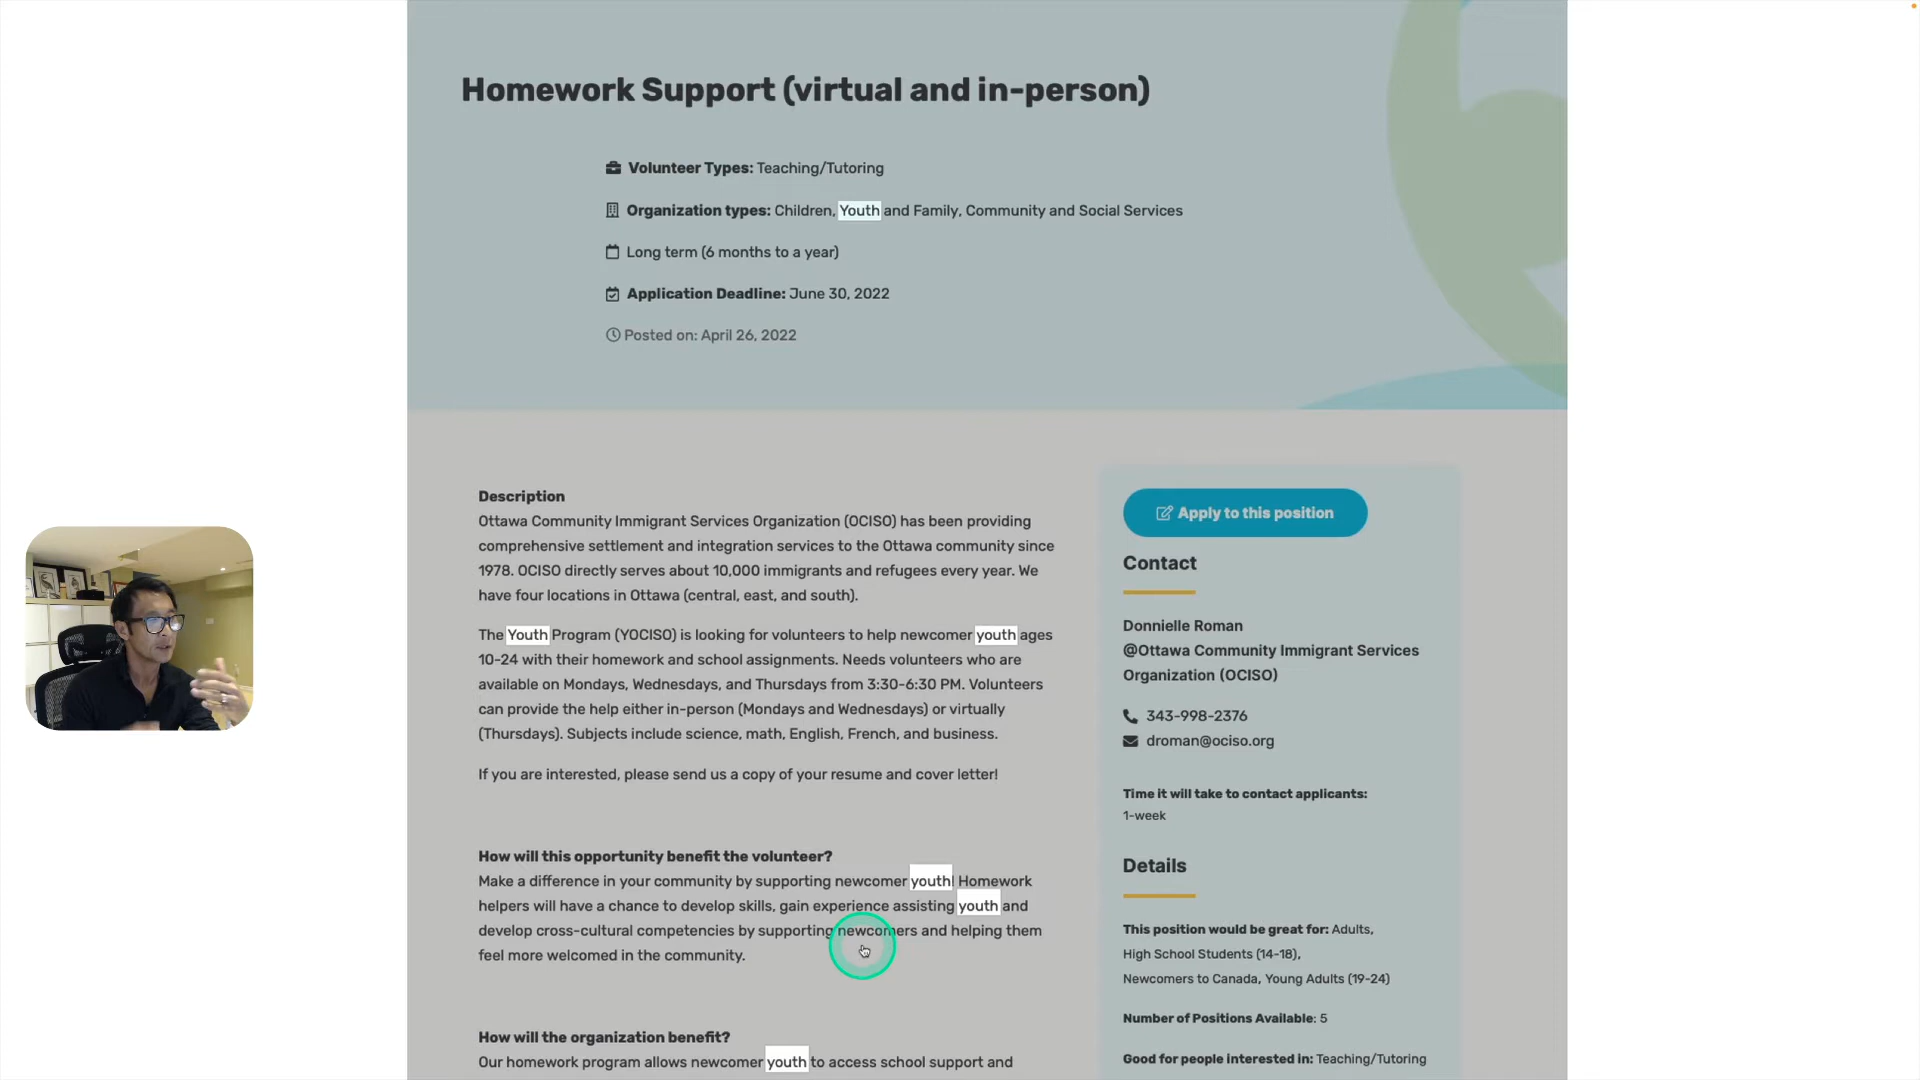 Homework Support (virtual and in-person)
Volunteer Types: Teaching/Tutoring
Organization types: Children, Youth and Family, Community and Social Services
Long term (6 months to a year)
Application Deadline: June 30, 2022
Posted on: April 26, 2022
Description
Ottawa Community Immigrant Services Organization (OCISO) has been providing
comprehensive settlement and integration services to the Ottawa community since
1978. OCISO directly serves about 10,000 immigrants and refugees every year. We
have four locations in Ottawa (central, east, and south).
The Youth Program (YOCISO) is looking for volunteers to help newcomer youth ages
10-24 with their homework and school assignments. Needs volunteers who are
available on Mondays, Wednesdays, and Thursdays from 3:30-6:30 PM. Volunteers
can provide the help either in-person (Mondays and Wednesdays) or virtually
(Thursdays). Subjects include science, math, English, French, and business.
If you are interested, please send us a copy of your resume and cover letter!
How will this opportunity benefit the volunteer?
Make a difference in your community by supporting newcomer youth! Homework
helpers will have a chance to develop skills, gain experience assisting youth and
develop cross-cultural competencies by supporting newcomers and helping them
feel more welcomed in the community.
How will the organization benefit?
Our homework program allows newcomer youth to access school support and
Apply to this position
Contact
Donnielle Roman
@Ottawa Community Immigrant Services
Organization (OCISO)
343-998-2376
droman@ociso.org
Time it will take to contact applicants:
1-week
Details
This position would be great for: Adults,
High School Students (14-18),
Newcomers to Canada, Young Adults (19-24)
Number of Positions Available: 5
Good for people interested in: Teaching/Tutoring